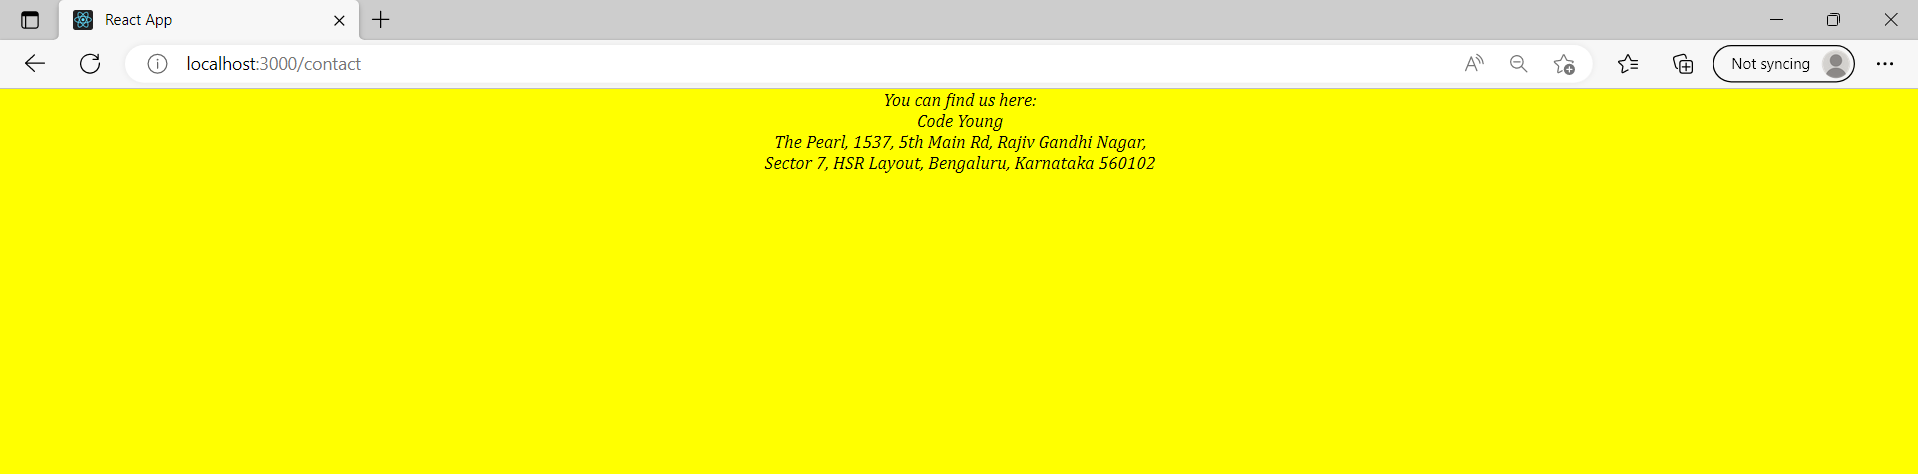 React App
localhost:3000/contact
Not syncing
You can find us here:
Code Young
The Pearl, 1537, 5th Main Rd, Rajiv Gandhi Nagar,
Sector 7, HSR Layout, Bengaluru, Karnataka 560102